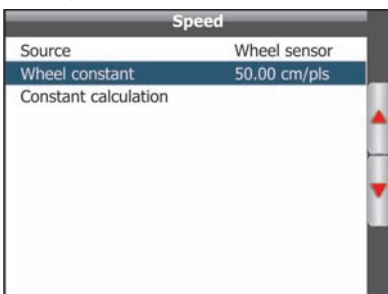 Speed
Source Wheel sensor
Wheel constant 50.00 cm/pls
Constant calculation